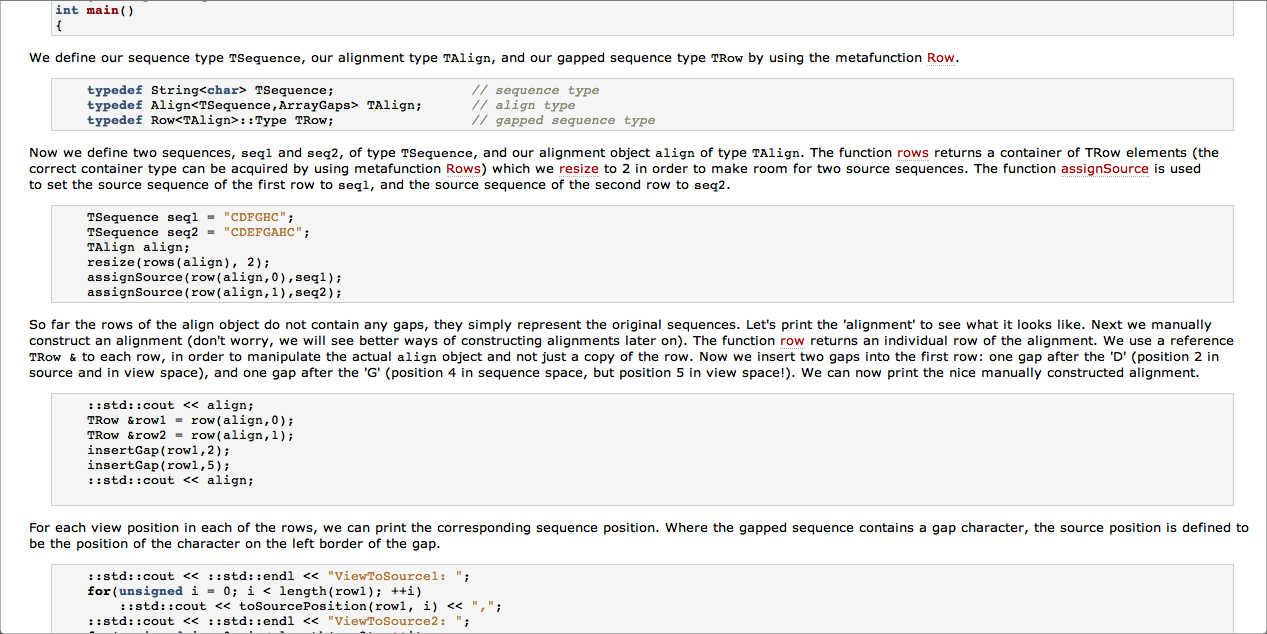 int main()
{
We define our sequence type TSequence, our alignment type TAlign, and our gapped sequence type TRow by using the metafunction Row.
typedef String<char> TSequence;                 // sequence type
typedef Align<TSequence,ArrayGaps> TAlign;      // align type
typedef Row<TAlign>::Type TRow;                 // gapped sequence type
Now we define two sequences, seq1 and seq2, of type TSequence, and our alignment object align of type TAlign. The function rows returns a container of TRow elements (the
correct container type can be acquired by using metafunction Rows) which we resize to 2 in order to make room for two source sequences. The function assignSource is used
to set the source sequence of the first row to seq1, and the source sequence of the second row to seq2.
TSequence seq1 = "CDFGHC";
TSequence seq2 = "CDEFGAHC";
TAlign align;
resize(rows(align), 2);
assignSource(row(align,0),seq1);
assignSource(row(align,1),seq2);
So far the rows of the align object do not contain any gaps, they simply represent the original sequences. Let's print the 'alignment' to see what it looks like. Next we manually
construct an alignment (don't worry, we will see better ways of constructing alignments later on). The function row returns an individual row of the alignment. We use a reference
TRow & to each row, in order to manipulate the actual align object and not just a copy of the row. Now we insert two gaps into the first row: one gap after the 'D' (position 2 in
source and in view space), and one gap after the 'G' (position 4 in sequence space, but position 5 in view space!). We can now print the nice manually constructed alignment.
::std::cout << align;
TRow &row1 = row(align,0);
TRow &row2 = row(align,1);
insertGap(row1,2);
insertGap(row1,5);
::std::cout << align;
For each view position in each of the rows, we can print the corresponding sequence position. Where the gapped sequence contains a gap character, the source position is defined to
be the position of the character on the left border of the gap.
::std::cout << ::std::endl << "ViewToSource1: ";
for(unsigned i = 0; i < length(row1); ++i)
    ::std::cout << toSourcePosition(row1, i) << ",";
::std::cout << ::std::endl << "ViewToSource2: ";